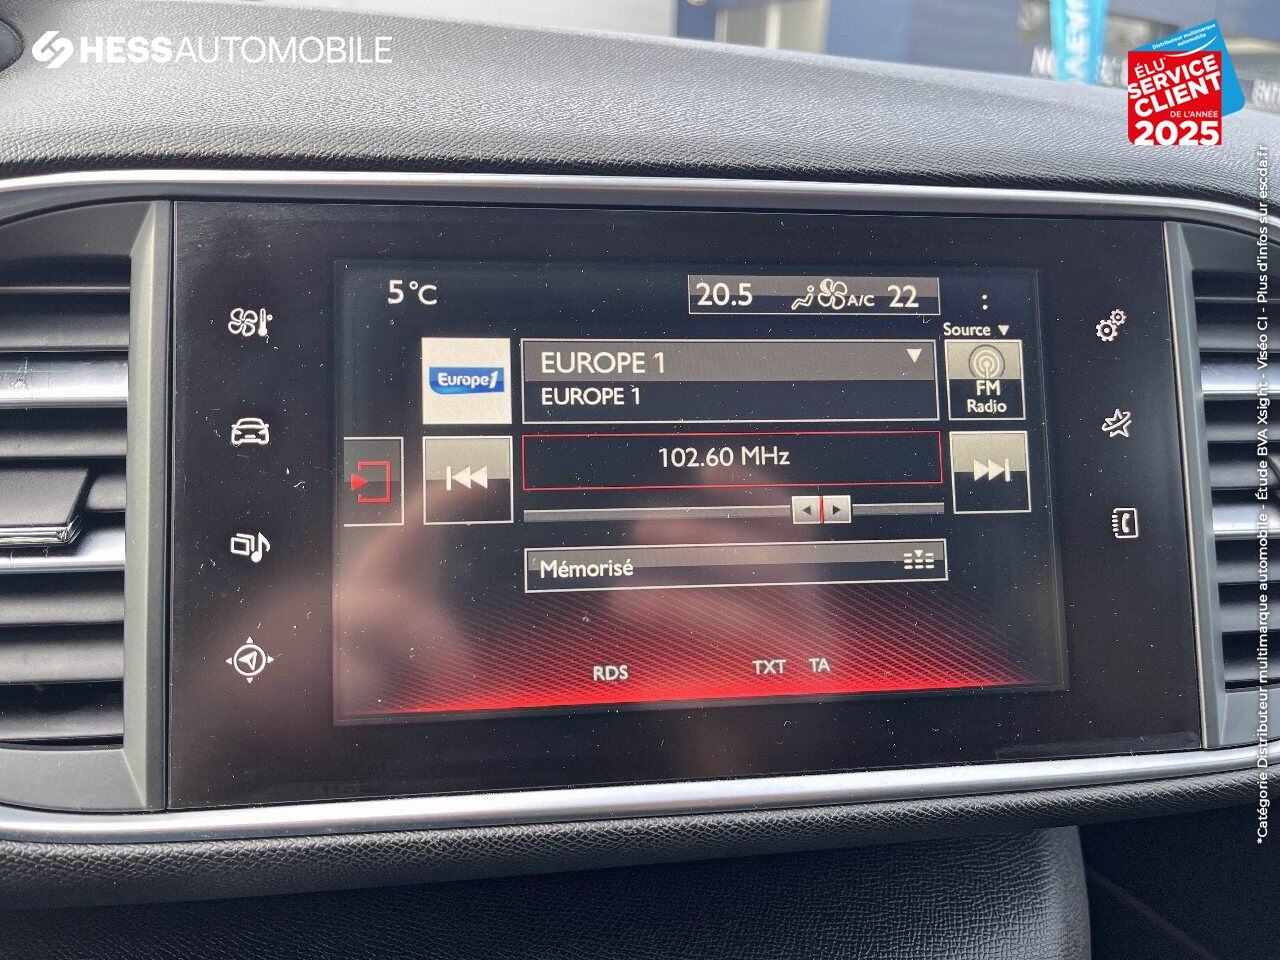 HESSAUTOMOBILE
Distributeur multimarque
automobile
ÉLU
SERVICE
CLIENT
DE L'ANNÉE
2025
5°C
20.5
A/C
22
:
Source ▼
Europe1
EUROPE 1
EUROPE 1
FM
Radio
102.60 MHz
Mémorisé
RDS
TXT
TA
*Catégorie Distributeur multimarque automobile - Étude BVA Xsight - Viséo CI - Plus d'infos sur escda.fr